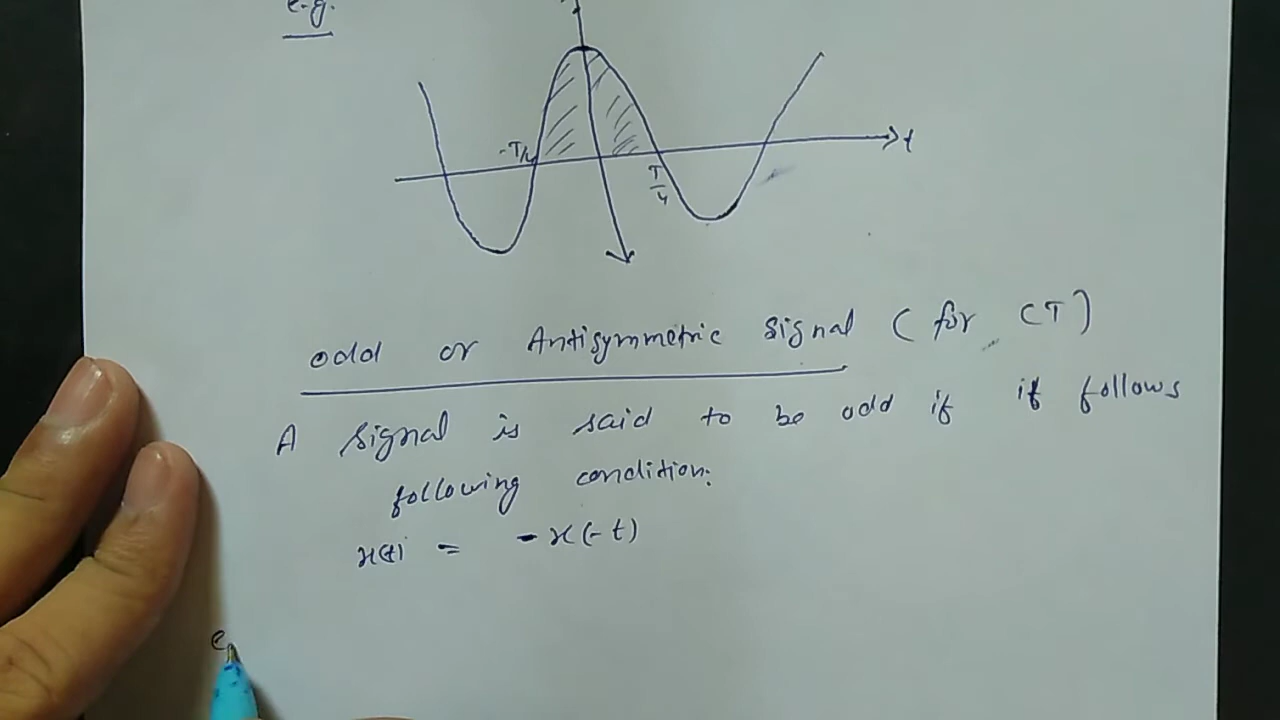 e.g.
-T/4
T/4
t
odd or Antisymmetric signal ( for CT )
A signal is said to be odd if it follows
following condition:
x(t) = - x(- t)
e